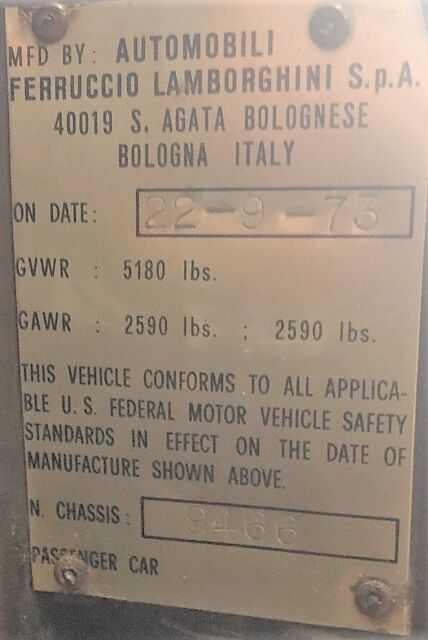 MFD BY: AUTOMOBILI
FERRUCCIO LAMBORGHINI S.p.A.
40019 S. AGATA BOLOGNESE
BOLOGNA ITALY
ON DATE: 22-9-73
GVWR : 5180 lbs.
GAWR : 2590 lbs. ; 2590 lbs.
THIS VEHICLE CONFORMS TO ALL APPLICA-
BLE U.S. FEDERAL MOTOR VEHICLE SAFETY
STANDARDS IN EFFECT ON THE DATE OF
MANUFACTURE SHOWN ABOVE.
N. CHASSIS: 9466
PASSENGER CAR